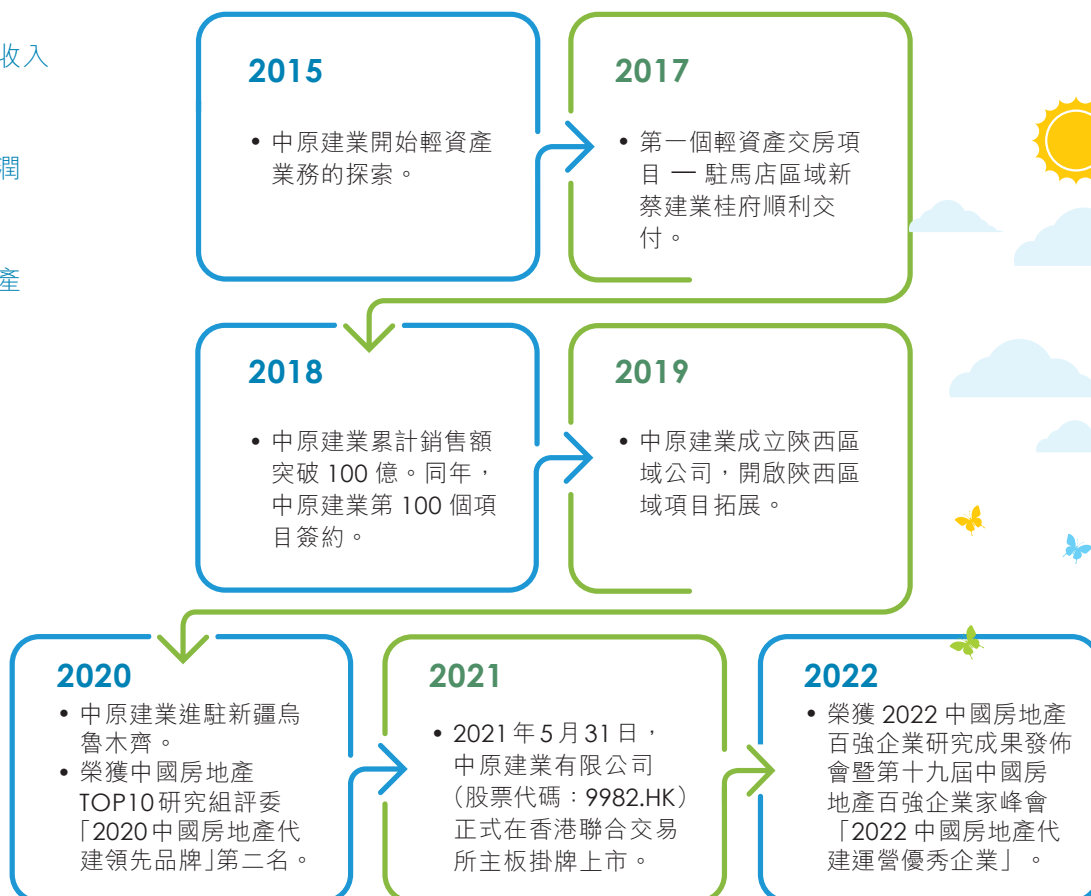 收入
潤
產
2015
• 中原建業開始輕資產
業務的探索。
2017
• 第一個輕資產交房項
目 — 駐馬店區域新
蔡建業桂府順利交
付。
2018
• 中原建業累計銷售額
突破 100 億。同年，
中原建業第 100 個項
目簽約。
2019
• 中原建業成立陝西區
域公司，開啟陝西區
域項目拓展。
2020
• 中原建業進駐新疆烏
魯木齊。
• 榮獲中國房地產
TOP10研究組評委
「2020中國房地產代
建領先品牌」第二名。
2021
• 2021年5月31日，
中原建業有限公司
（股票代碼：9982.HK）
正式在香港聯合交易
所主板掛牌上市。
2022
• 榮獲 2022 中國房地產
百強企業研究成果發佈
會暨第十九屆中國房
地產百強企業家峰會
「2022 中國房地產代
建運營優秀企業」。